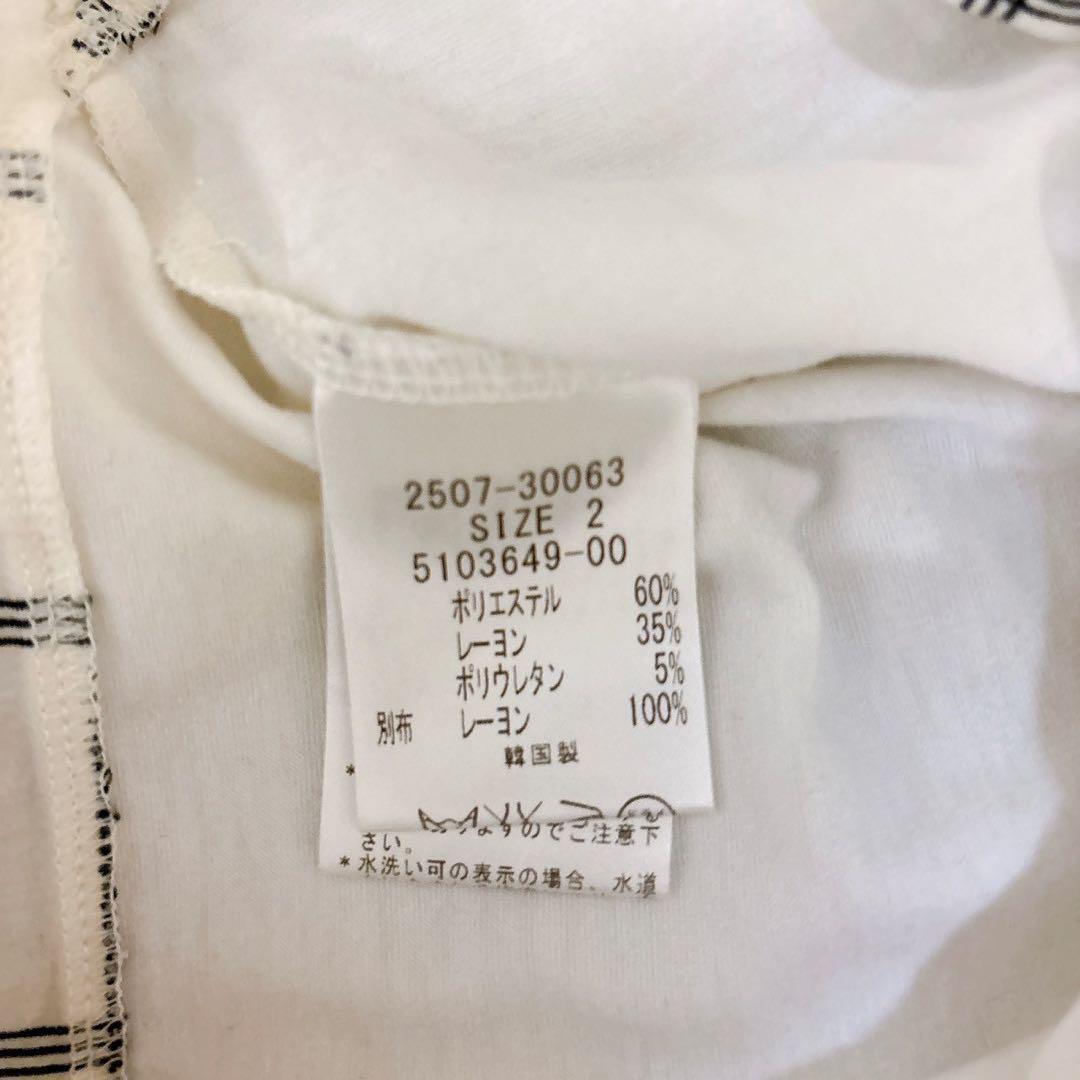 2507-30063
SIZE 2
5103649-00
ポリエステル 60%
レーヨン 35%
ポリウレタン 5%
別布 レーヨン 100%
韓国製
*
ますのでご注意下
さい。
*水洗い可の表示の場合、水道